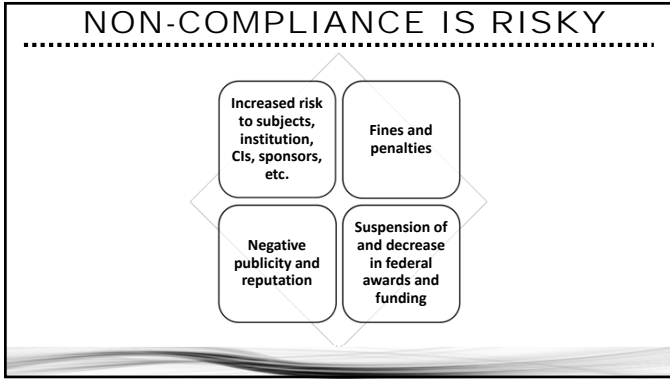 NON-COMPLIANCE IS RISKY
Increased risk
to subjects,
institution,
CIs, sponsors,
etc.
Fines and
penalties
Negative
publicity and
reputation
Suspension of
and decrease
in federal
awards and
funding